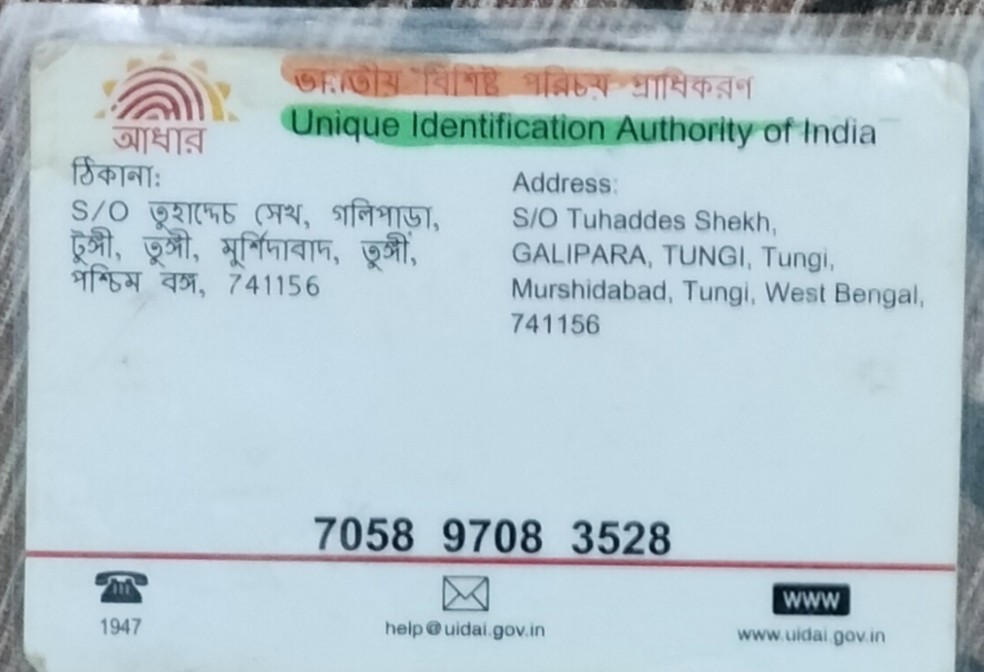 ভারতীয় বিশিষ্ট পরিচয় প্রাধিকরণ
Unique Identification Authority of India
আধার
ঠিকানা:
S/O তুহাদ্দেচ সেখ, গলিপাড়া,
টুঙ্গী, তুঙ্গী, মুর্শিদাবাদ, তুঙ্গী,
পশ্চিম বঙ্গ, 741156
Address:
S/O Tuhaddes Shekh,
GALIPARA, TUNGI, Tungi,
Murshidabad, Tungi, West Bengal,
741156
7058 9708 3528
1947
help@uidai.gov.in
www
www.uidai.gov.in